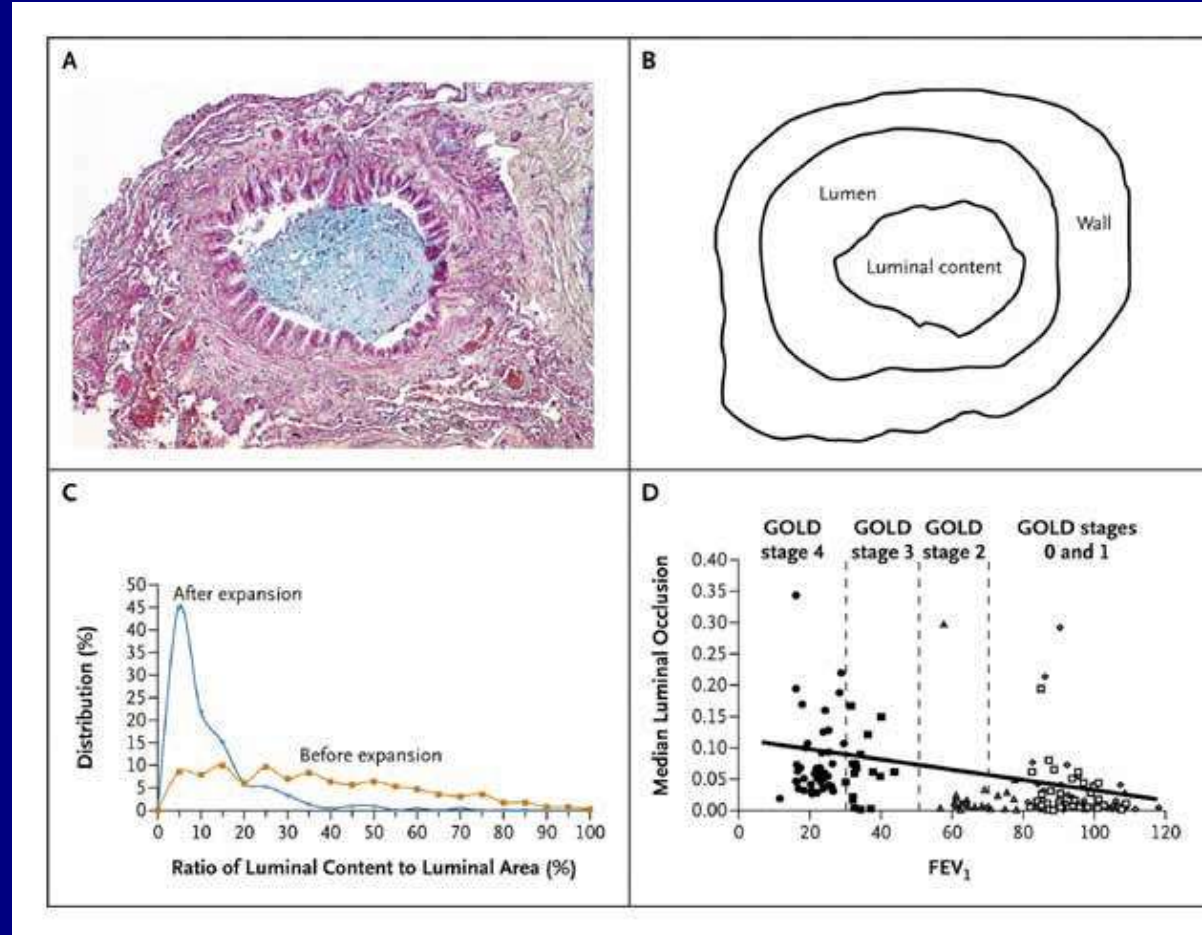 A
B
Lumen
Wall
Luminal content
C
Distribution (%)
50
45
40
35
30
25
20
15
10
5
0
After expansion
Before expansion
0 10 20 30 40 50 60 70 80 90 100
Ratio of Luminal Content to Luminal Area (%)
D
GOLD
stage 4
GOLD
stage 3
GOLD
stage 2
GOLD stages
0 and 1
Median Luminal Occlusion
0.40
0.35
0.30
0.25
0.20
0.15
0.10
0.05
0.00
0 20 40 60 80 100 120
FEV1